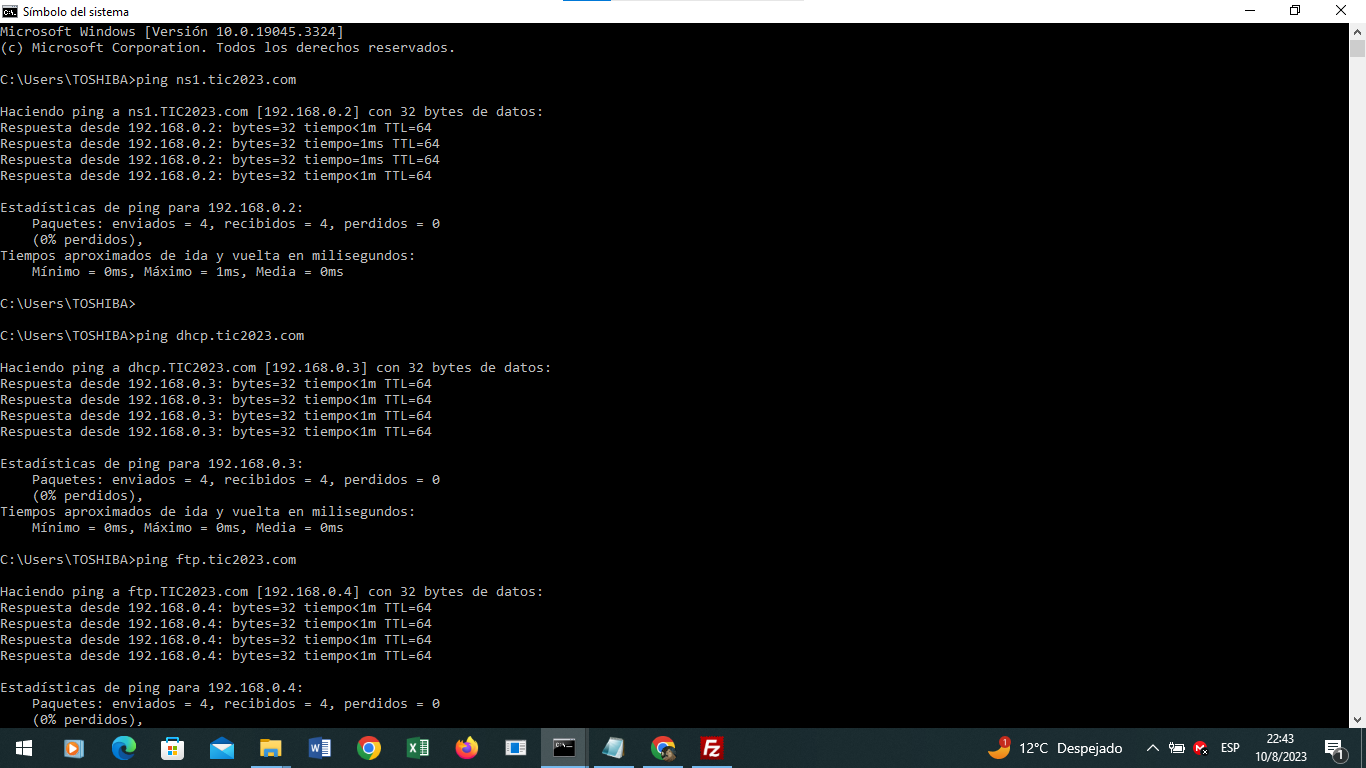 Símbolo del sistema
Microsoft Windows [Versión 10.0.19045.3324]
(c) Microsoft Corporation. Todos los derechos reservados.
C:\Users\TOSHIBA>ping ns1.tic2023.com
Haciendo ping a ns1.TIC2023.com [192.168.0.2] con 32 bytes de datos:
Respuesta desde 192.168.0.2: bytes=32 tiempo<1m TTL=64
Respuesta desde 192.168.0.2: bytes=32 tiempo=1ms TTL=64
Respuesta desde 192.168.0.2: bytes=32 tiempo=1ms TTL=64
Respuesta desde 192.168.0.2: bytes=32 tiempo<1m TTL=64
Estadísticas de ping para 192.168.0.2:
    Paquetes: enviados = 4, recibidos = 4, perdidos = 0
    (0% perdidos),
Tiempos aproximados de ida y vuelta en milisegundos:
    Mínimo = 0ms, Máximo = 1ms, Media = 0ms
C:\Users\TOSHIBA>
C:\Users\TOSHIBA>ping dhcp.tic2023.com
Haciendo ping a dhcp.TIC2023.com [192.168.0.3] con 32 bytes de datos:
Respuesta desde 192.168.0.3: bytes=32 tiempo<1m TTL=64
Respuesta desde 192.168.0.3: bytes=32 tiempo<1m TTL=64
Respuesta desde 192.168.0.3: bytes=32 tiempo<1m TTL=64
Respuesta desde 192.168.0.3: bytes=32 tiempo<1m TTL=64
Estadísticas de ping para 192.168.0.3:
    Paquetes: enviados = 4, recibidos = 4, perdidos = 0
    (0% perdidos),
Tiempos aproximados de ida y vuelta en milisegundos:
    Mínimo = 0ms, Máximo = 0ms, Media = 0ms
C:\Users\TOSHIBA>ping ftp.tic2023.com
Haciendo ping a ftp.TIC2023.com [192.168.0.4] con 32 bytes de datos:
Respuesta desde 192.168.0.4: bytes=32 tiempo<1m TTL=64
Respuesta desde 192.168.0.4: bytes=32 tiempo<1m TTL=64
Respuesta desde 192.168.0.4: bytes=32 tiempo<1m TTL=64
Respuesta desde 192.168.0.4: bytes=32 tiempo<1m TTL=64
Estadísticas de ping para 192.168.0.4:
    Paquetes: enviados = 4, recibidos = 4, perdidos = 0
    (0% perdidos),
1 12°C Despejado ESP 22:43
10/8/2023 1